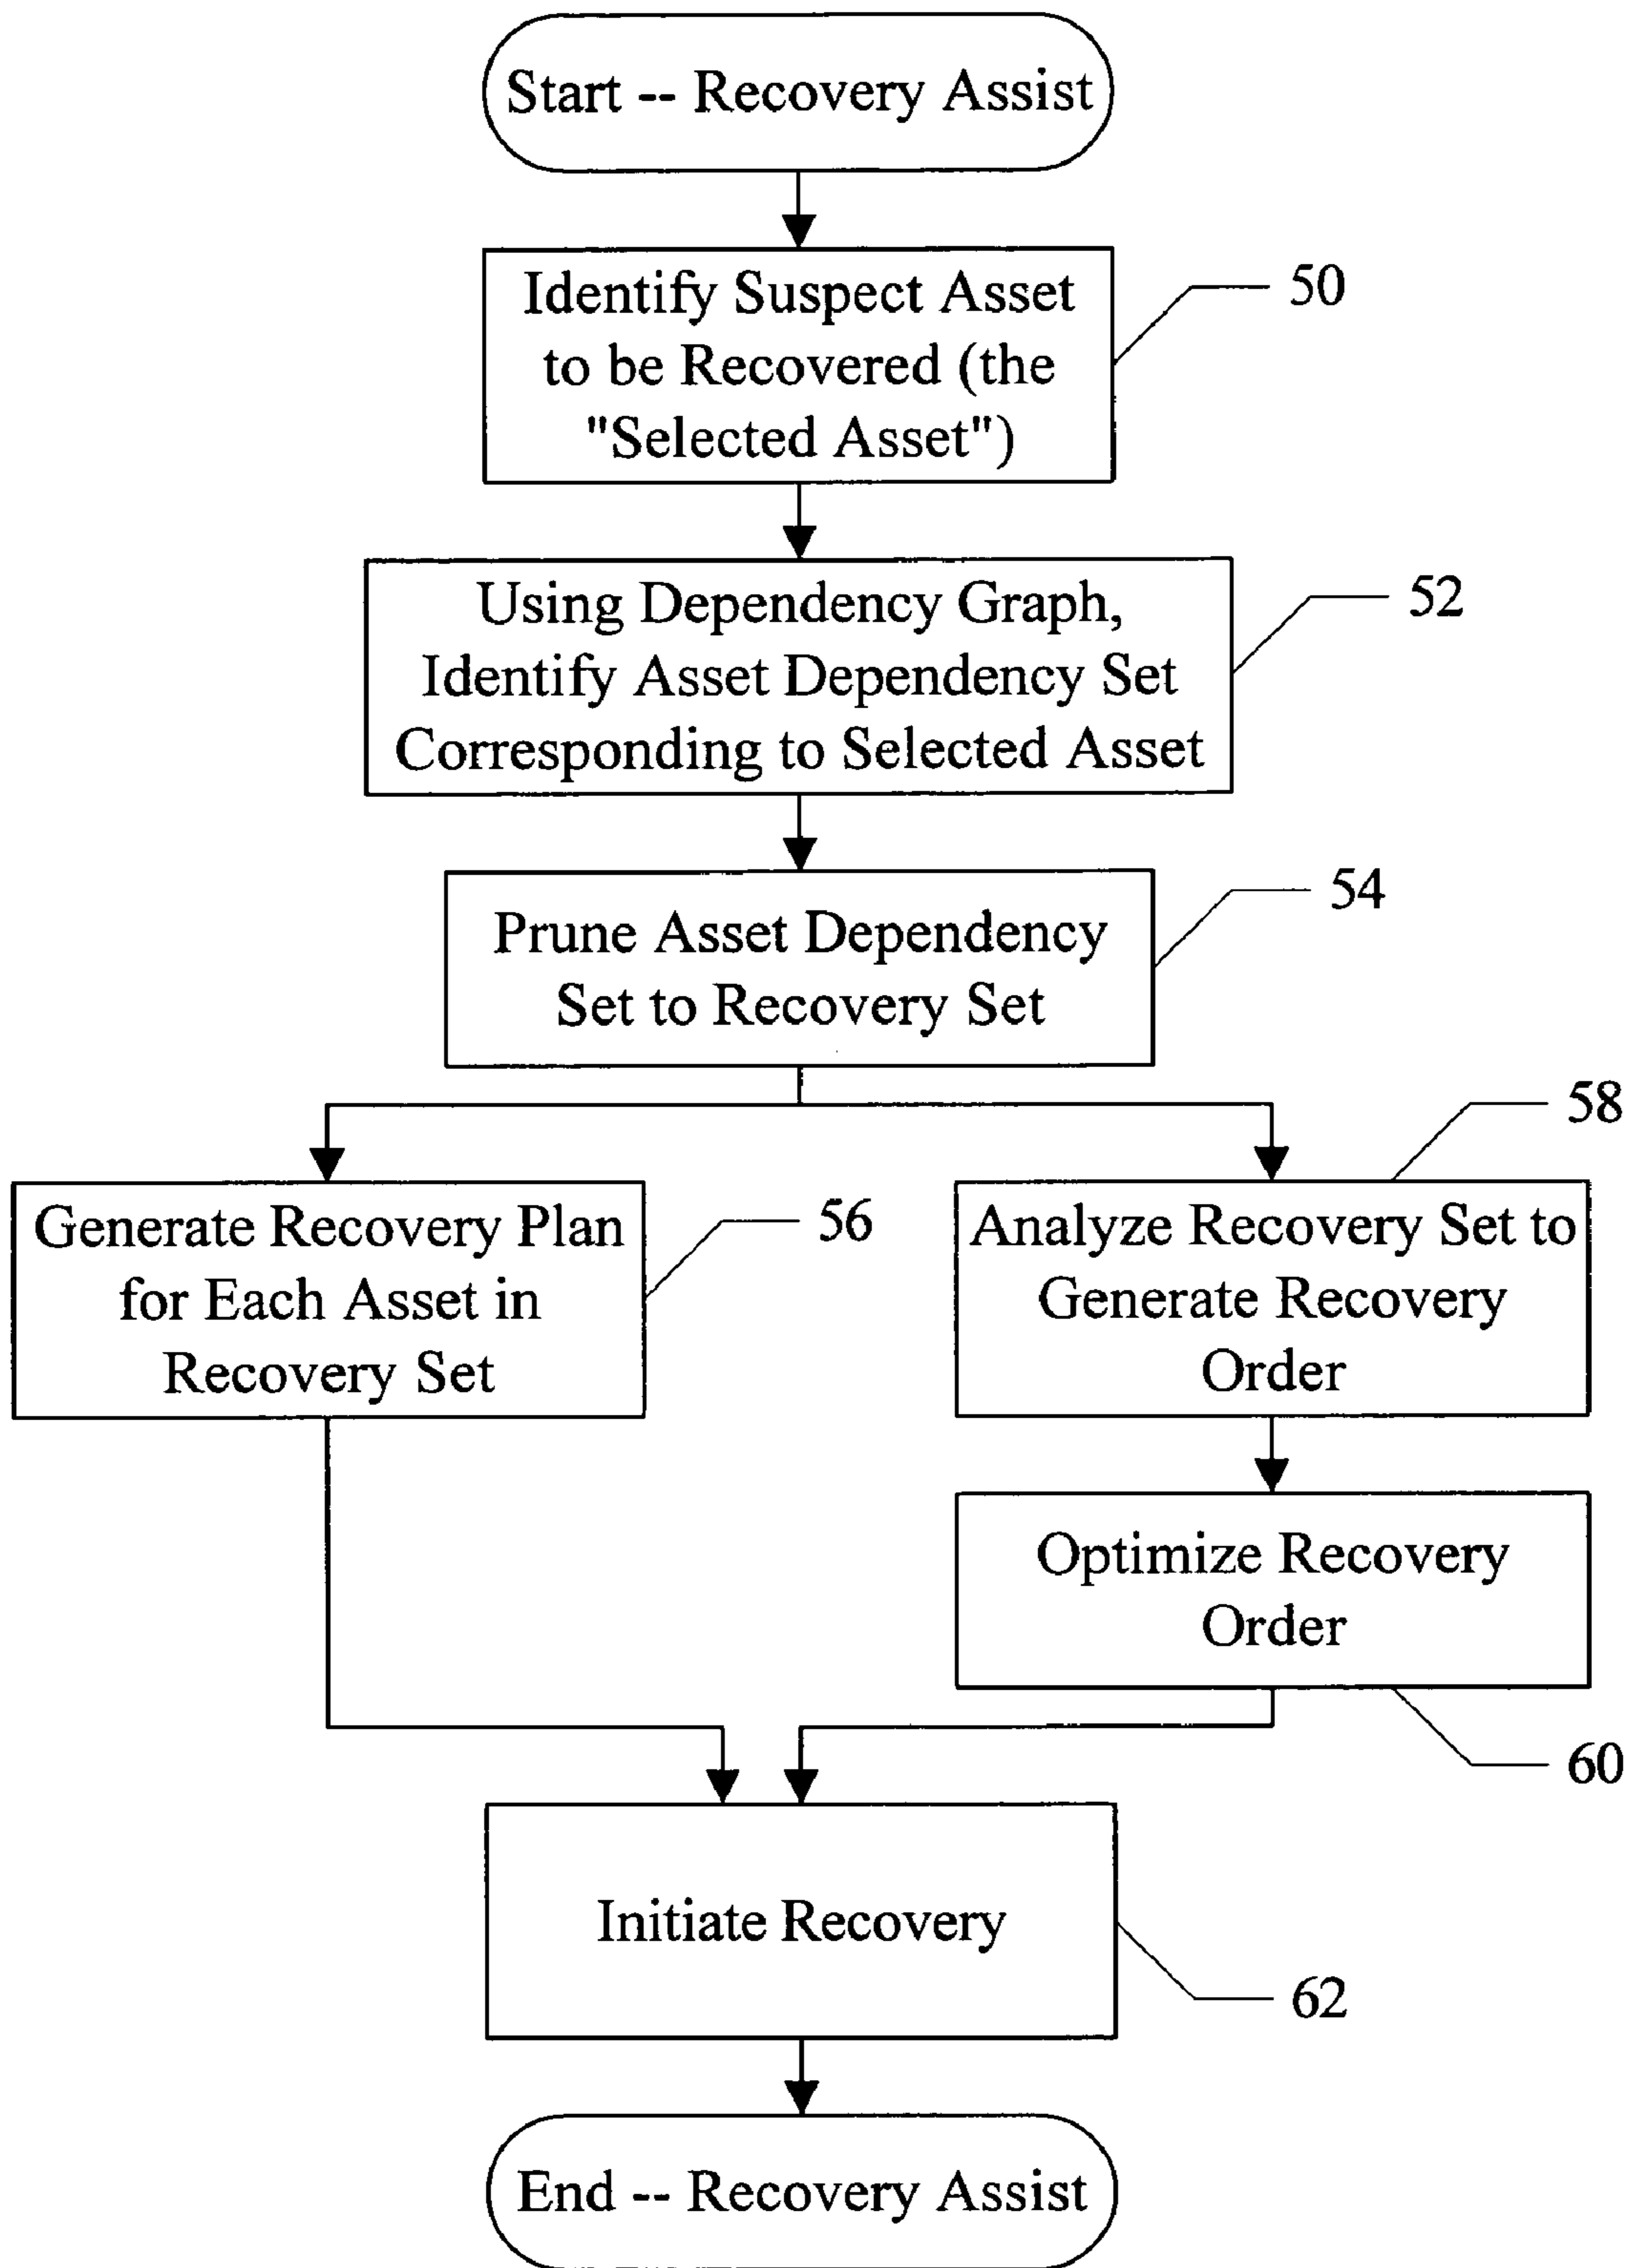 Start -- Recovery Assist
Identify Suspect Asset
to be Recovered (the
"Selected Asset")
50
Using Dependency Graph,
Identify Asset Dependency Set
Corresponding to Selected Asset
52
Prune Asset Dependency
Set to Recovery Set
54
Generate Recovery Plan
for Each Asset in
Recovery Set
56
Analyze Recovery Set to
Generate Recovery
Order
58
Optimize Recovery
Order
60
Initiate Recovery
62
End -- Recovery Assist